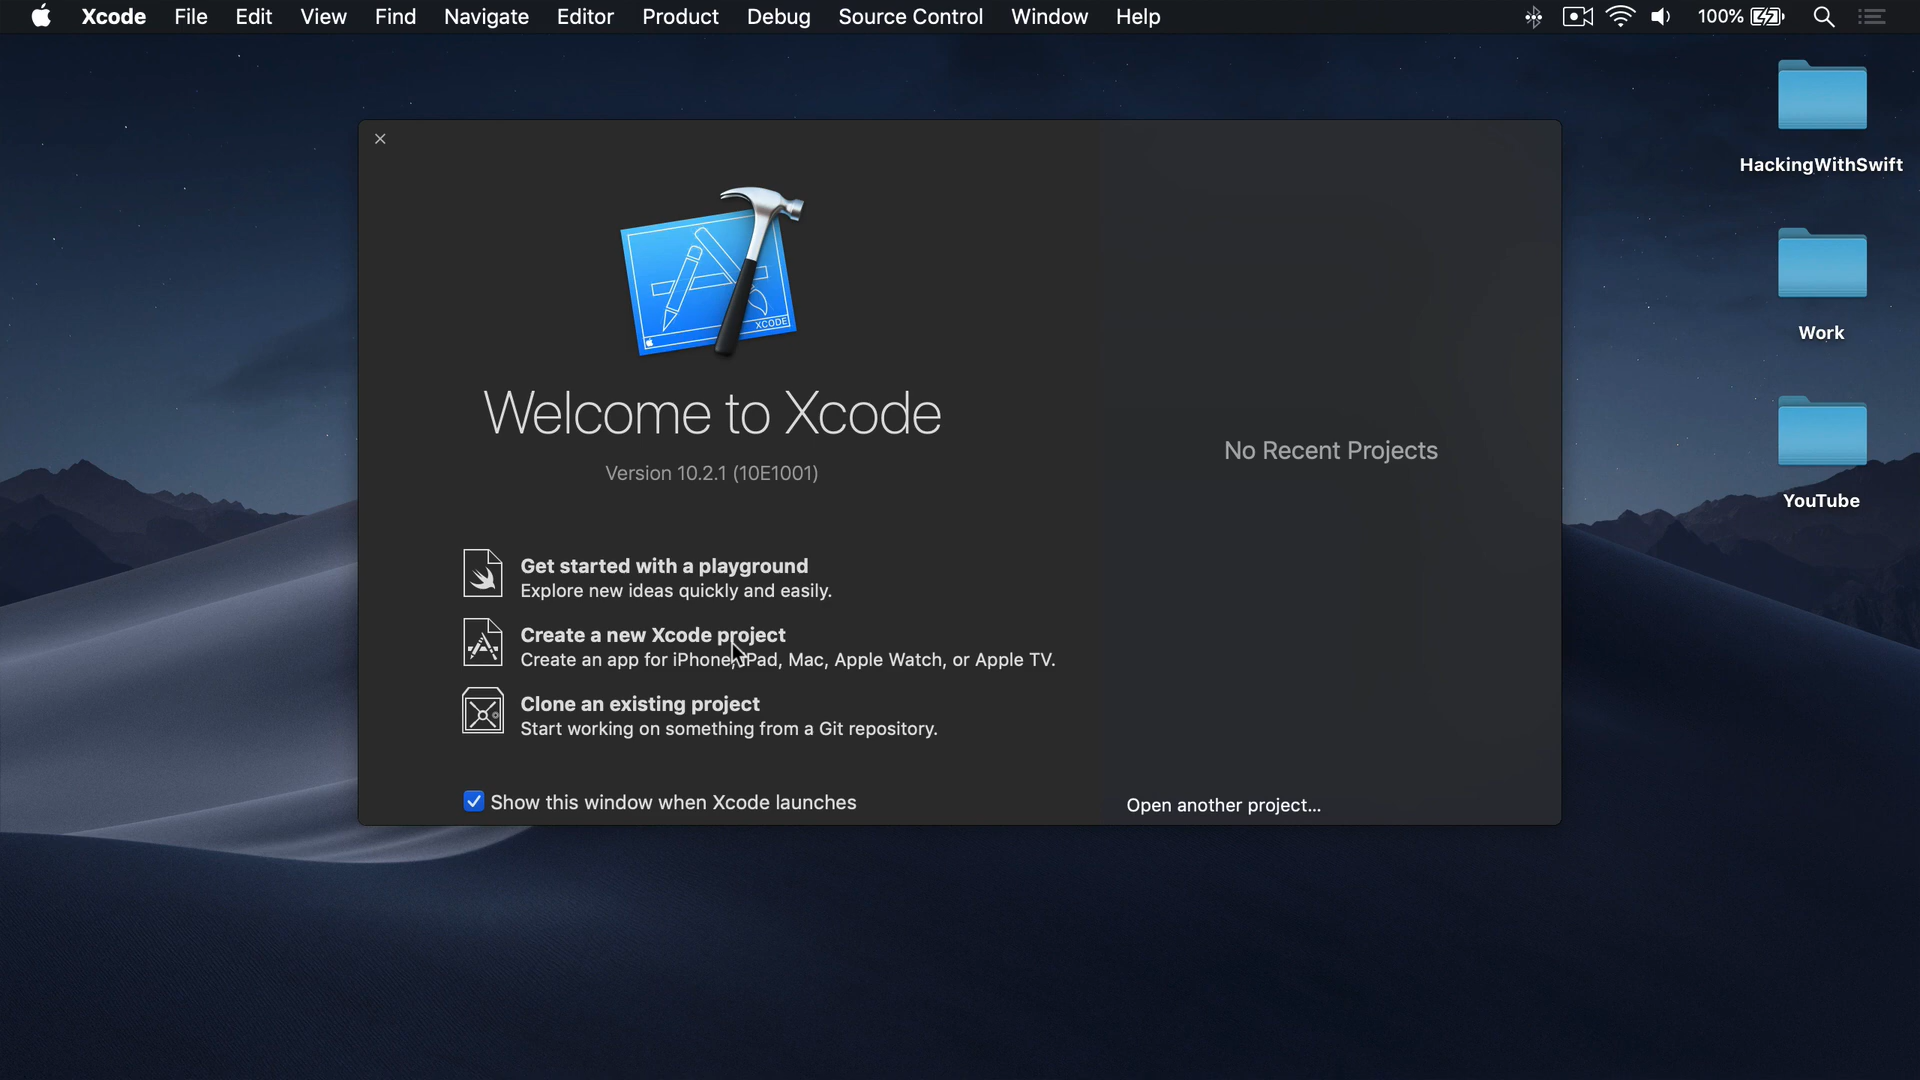 Xcode File Edit View Find Navigate Editor Product Debug Source Control Window Help 100%
HackingWithSwift
Work
YouTube
XCODE
Welcome to Xcode
Version 10.2.1 (10E1001)
Get started with a playground
Explore new ideas quickly and easily.
Create a new Xcode project
Create an app for iPhone, iPad, Mac, Apple Watch, or Apple TV.
Clone an existing project
Start working on something from a Git repository.
Show this window when Xcode launches
No Recent Projects
Open another project...